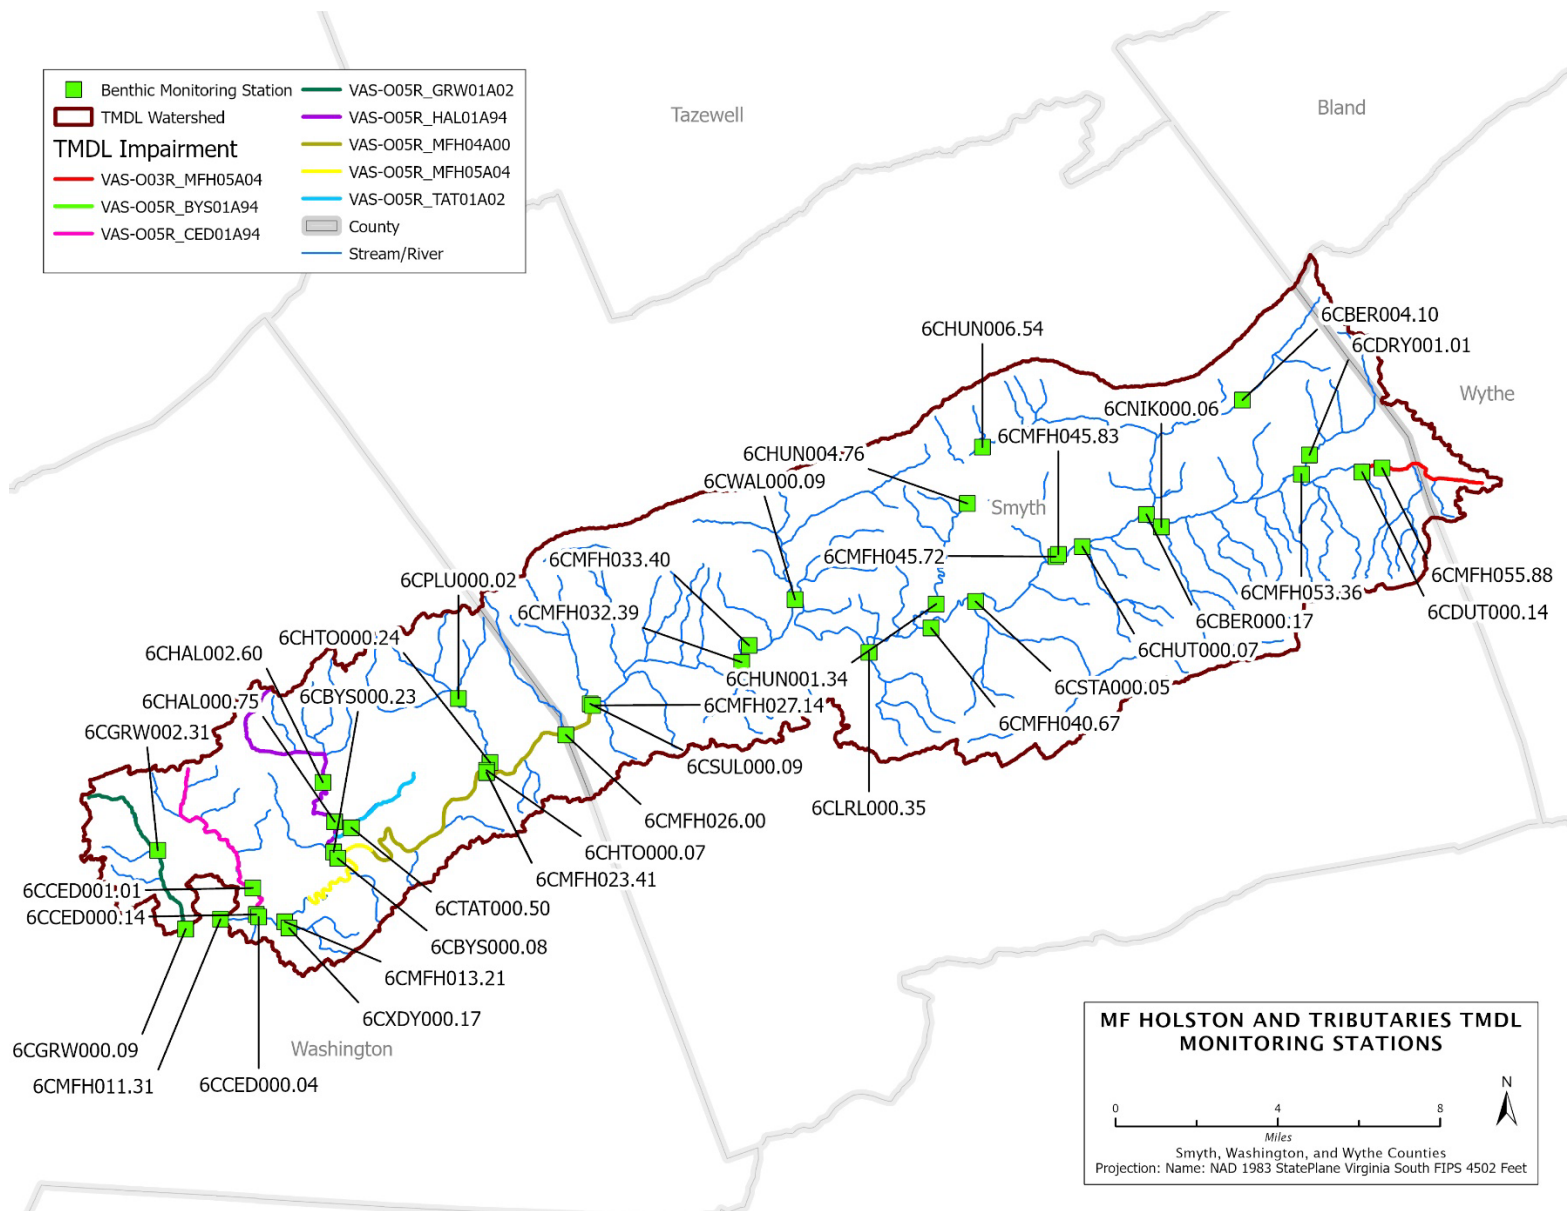 Benthic Monitoring Station
TMDL Watershed
TMDL Impairment
VAS-O03R_MFH05A04
VAS-O05R_BYS01A94
VAS-O05R_CED01A94
VAS-O05R_GRW01A02
VAS-O05R_HAL01A94
VAS-O05R_MFH04A00
VAS-O05R_MFH05A04
VAS-O05R_TAT01A02
County
Stream/River
Tazewell
Bland
6CBER004.10
6CHUN006.54
6CDRY001.01
Wythe
6CNIK000.06
6CMFH045.83
6CHUN004.76
6CWAL000.09
Smyth
6CMFH045.72
6CMFH033.40
6CPLU000.02
6CMFH055.88
6CMFH053.36
6CDUT000.14
6CMFH032.39
6CBER000.17
6CHTO000.24
6CHUT000.07
6CHAL002.60
6CHUN001.34
6CSTA000.05
6CBYS000.23
6CHAL000.75
6CMFH027.14
6CMFH040.67
6CGRW002.31
6CSUL000.09
6CLRL000.35
6CMFH026.00
6CHTO000.07
6CMFH023.41
6CCED001.01
6CCED000.14
6CTAT000.50
6CBYS000.08
6CMFH013.21
6CXDY000.17
Washington
6CGRW000.09
6CMFH011.31
6CCED000.04
MF HOLSTON AND TRIBUTARIES TMDL
MONITORING STATIONS
N
0 4 8
Miles
Smyth, Washington, and Wythe Counties
Projection: Name: NAD 1983 StatePlane Virginia South FIPS 4502 Feet